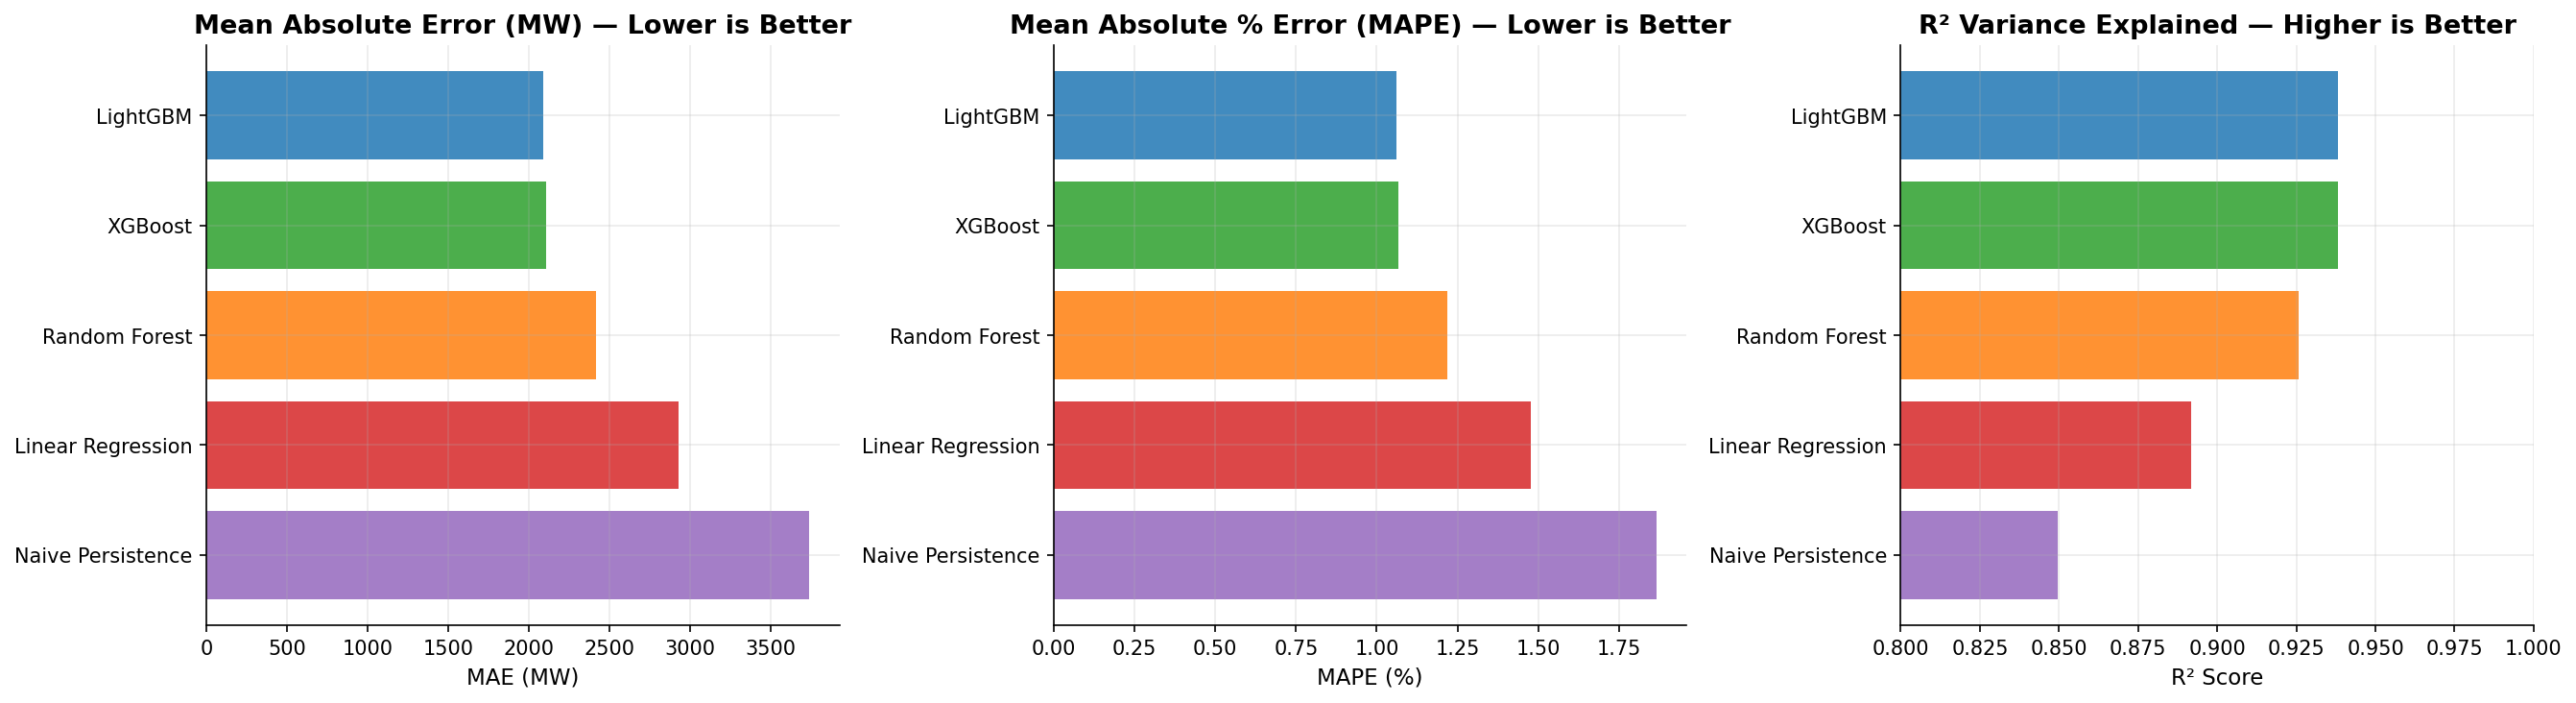 Mean Absolute Error (MW) — Lower is Better
LightGBM
XGBoost
Random Forest
Linear Regression
Naive Persistence
0 500 1000 1500 2000 2500 3000 3500
MAE (MW)
Mean Absolute % Error (MAPE) — Lower is Better
LightGBM
XGBoost
Random Forest
Linear Regression
Naive Persistence
0.00 0.25 0.50 0.75 1.00 1.25 1.50 1.75
MAPE (%)
R² Variance Explained — Higher is Better
LightGBM
XGBoost
Random Forest
Linear Regression
Naive Persistence
0.800 0.825 0.850 0.875 0.900 0.925 0.950 0.975 1.000
R² Score